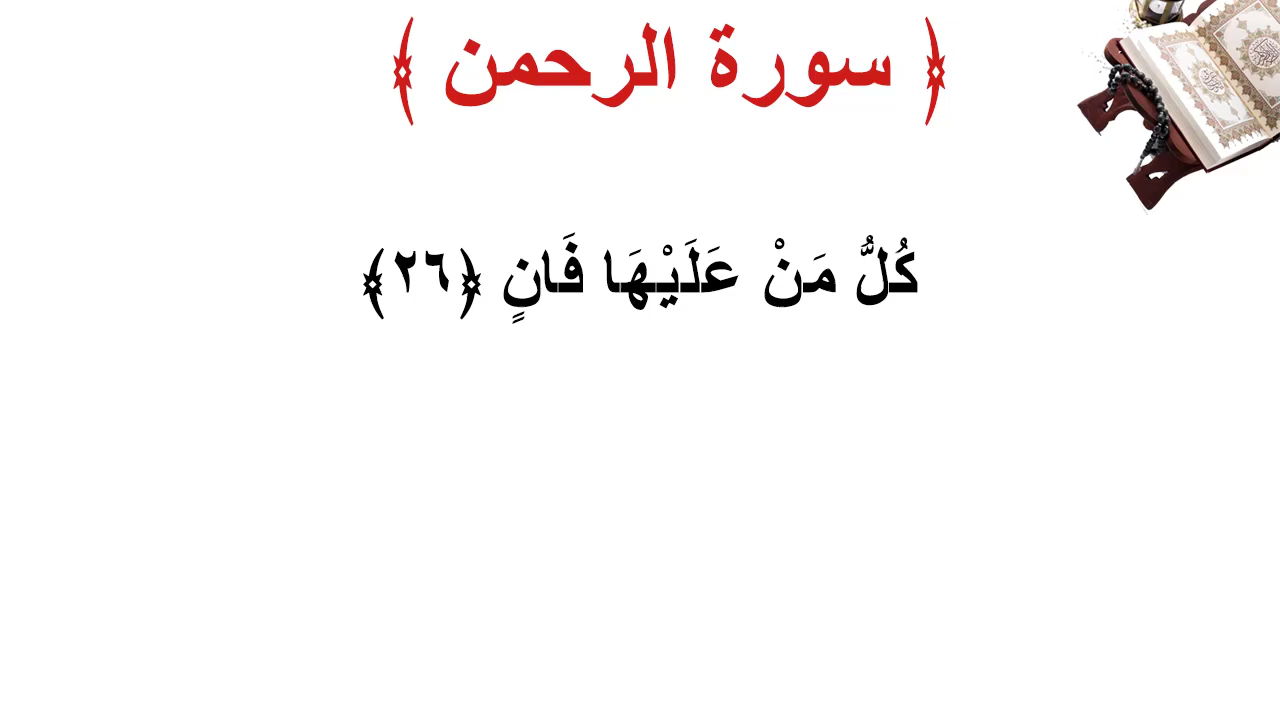 ﴿ سورة الرحمن ﴾
كُلُّ مَنْ عَلَيْهَا فَانٍ ﴿٢٦﴾